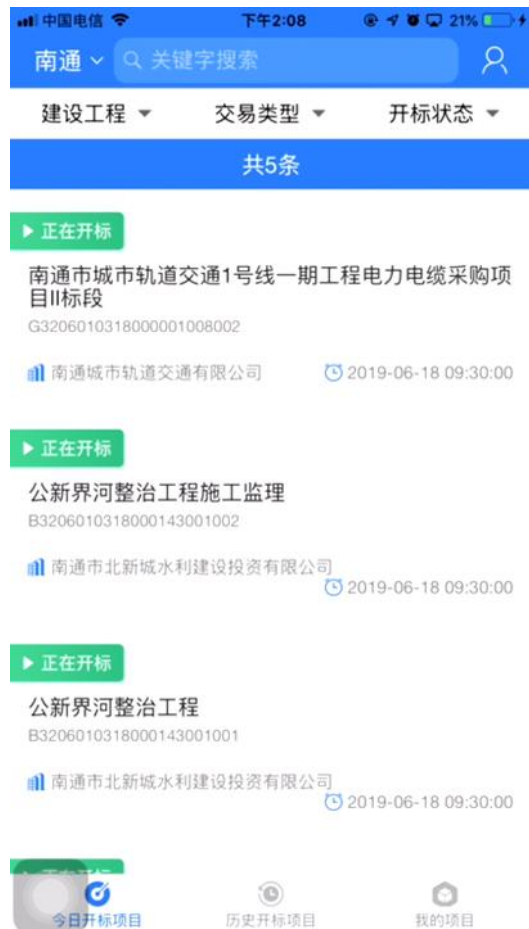 中国电信 下午2:08 21%
南通 关键字搜索
建设工程 交易类型 开标状态
共5条
正在开标
南通市城市轨道交通1号线一期工程电力电缆采购项
目II标段
G3206010318000001008002
南通城市轨道交通有限公司 2019-06-18 09:30:00
正在开标
公新界河整治工程施工监理
B3206010318000143001002
南通市北新城水利建设投资有限公司
2019-06-18 09:30:00
正在开标
公新界河整治工程
B3206010318000143001001
南通市北新城水利建设投资有限公司
2019-06-18 09:30:00
今日开标项目 历史开标项目 我的项目